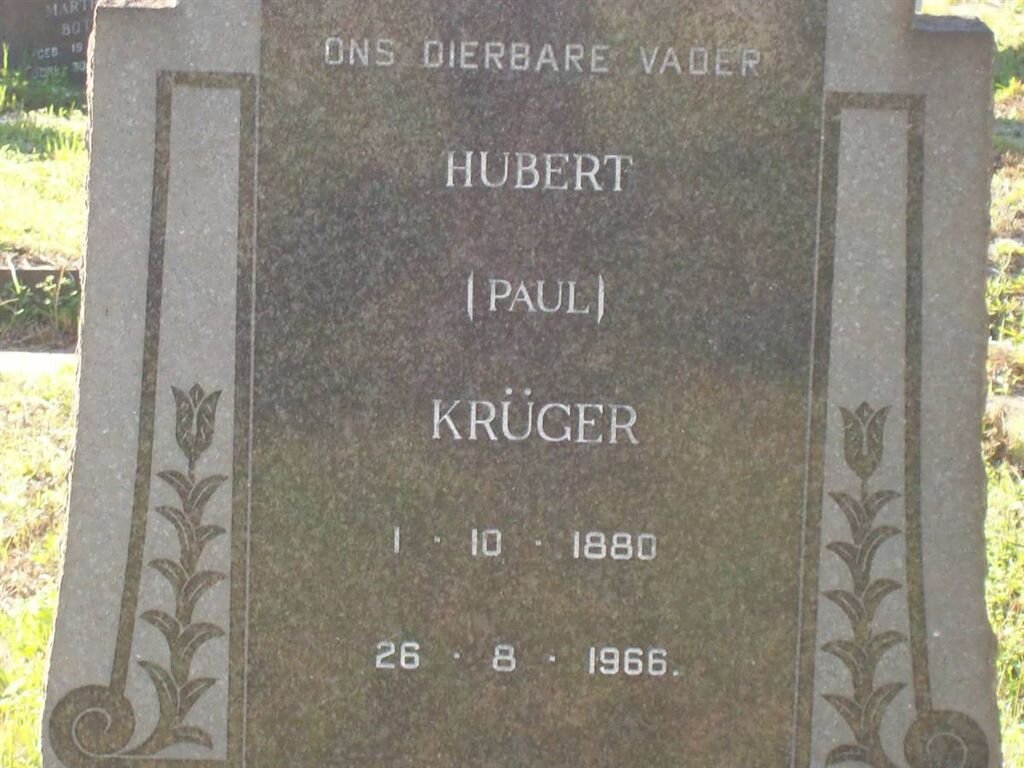 ONS DIERBARE VADER
HUBERT
(PAUL)
KRÜGER
1 · 10 · 1880
26 · 8 · 1966.